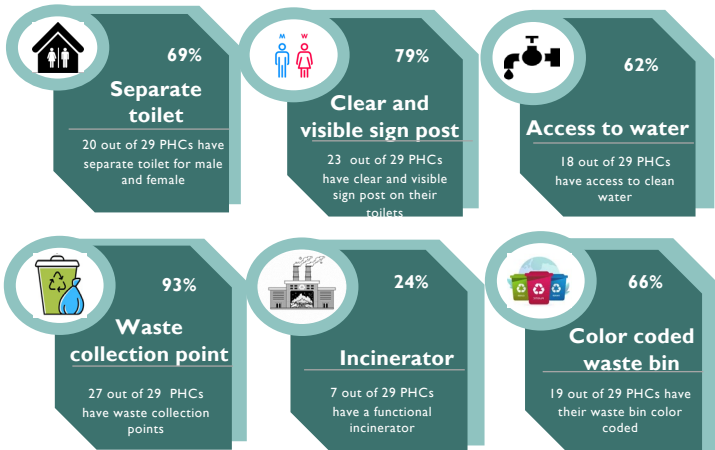 69%
Separate
toilet
20 out of 29 PHCs have
separate toilet for male
and female
M W
79%
Clear and
visible sign post
23 out of 29 PHCs
have clear and visible
sign post on their
toilets
62%
Access to water
18 out of 29 PHCs
have access to clean
water
93%
Waste
collection point
27 out of 29 PHCs
have waste collection
points
24%
Incinerator
7 out of 29 PHCs
have a functional
incinerator
66%
Color coded
waste bin
19 out of 29 PHCs have
their waste bin color
coded